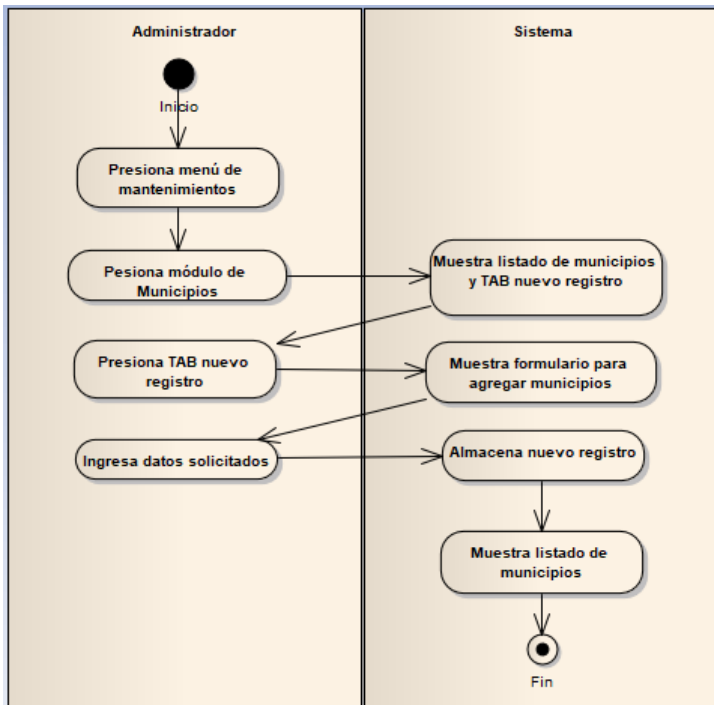 Administrador
Sistema
Inicio
Presiona menú de
mantenimientos
Pesiona módulo de
Municipios
Muestra listado de municipios
y TAB nuevo registro
Presiona TAB nuevo
registro
Muestra formulario para
agregar municipios
Ingresa datos solicitados
Almacena nuevo registro
Muestra listado de
municipios
Fin